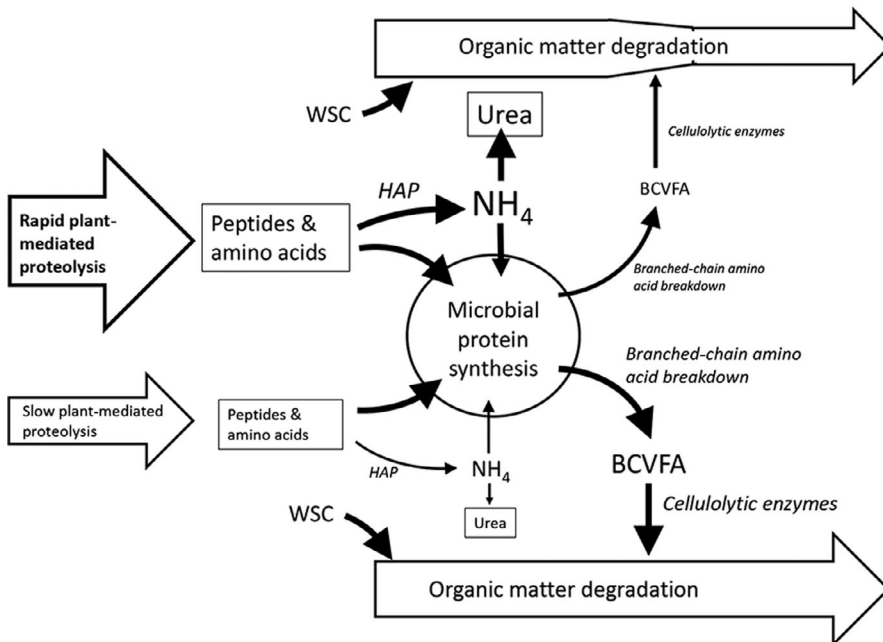 Organic matter degradation
WSC
Urea
Cellulolytic enzymes
HAP
NH₄
BCVFA
Rapid plant-
mediated
proteolysis
Peptides &
amino acids
Branched-chain amino
acid breakdown
Microbial
protein
synthesis
Branched-chain amino
acid breakdown
Slow plant-mediated
proteolysis
Peptides &
amino acids
HAP
NH₄
BCVFA
WSC
Urea
Cellulolytic enzymes
Organic matter degradation